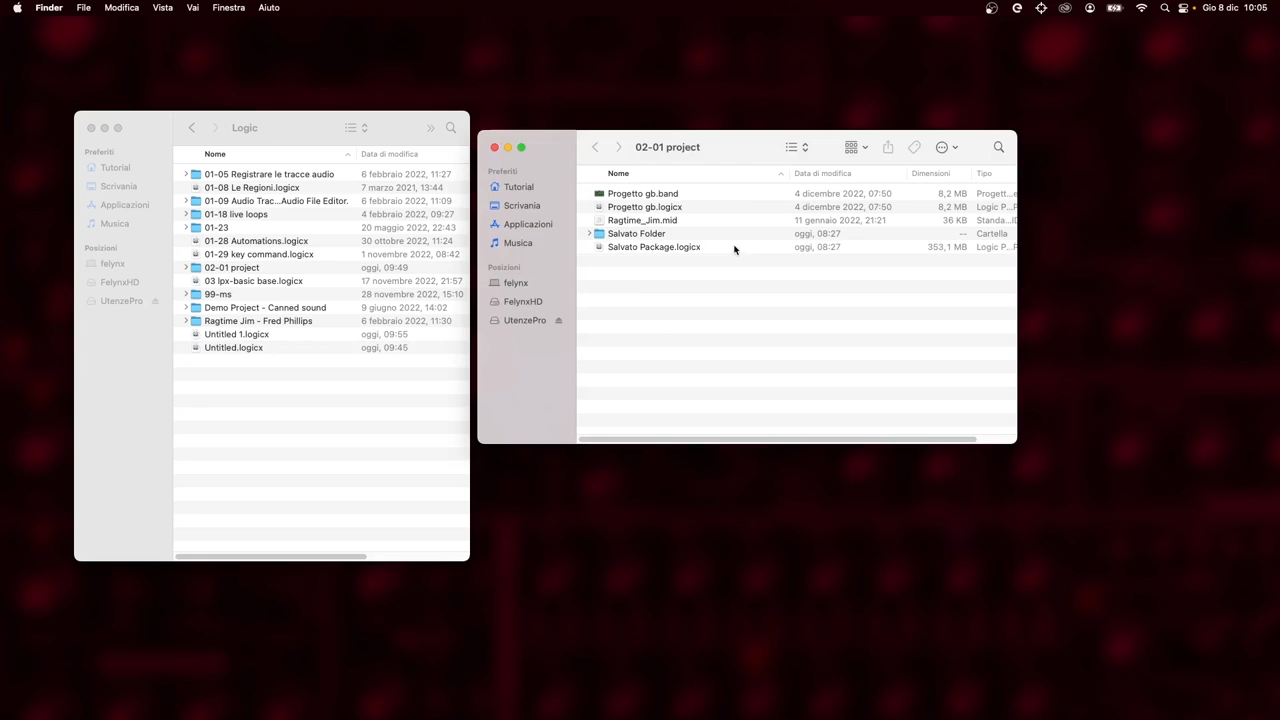 Finder File Modifica Vista Vai Finestra Aiuto Gio 8 dic 10:05
Logic
Preferiti
Tutorial
Scrivania
Applicazioni
Musica
Posizioni
felynx
FelynxHD
UtenzePro
Nome Data di modifica
01-05 Registrare le tracce audio 6 febbraio 2022, 11:27
01-08 Le Regioni.logicx 7 marzo 2021, 13:44
01-09 Audio Trac...Audio File Editor. 6 febbraio 2022, 11:09
01-18 live loops 4 febbraio 2022, 09:27
01-23 20 maggio 2022, 22:43
01-28 Automations.logicx 30 ottobre 2022, 11:24
01-29 key command.logicx 1 novembre 2022, 08:42
02-01 project oggi, 09:49
03 lpx-basic base.logicx 17 novembre 2022, 21:57
99-ms 28 novembre 2022, 15:10
Demo Project - Canned sound 9 giugno 2022, 14:02
Ragtime Jim - Fred Phillips 6 febbraio 2022, 11:30
Untitled 1.logicx oggi, 09:55
Untitled.logicx oggi, 09:45
02-01 project
Preferiti
Tutorial
Scrivania
Applicazioni
Musica
Posizioni
felynx
FelynxHD
UtenzePro
Nome Data di modifica Dimensioni Tipo
Progetto gb.band 4 dicembre 2022, 07:50 8,2 MB Progett...e
Progetto gb.logicx 4 dicembre 2022, 07:50 8,2 MB Logic P...P
Ragtime_Jim.mid 11 gennaio 2022, 21:21 36 KB Standa...ID
Salvato Folder oggi, 08:27 -- Cartella
Salvato Package.logicx oggi, 08:27 353,1 MB Logic P...P